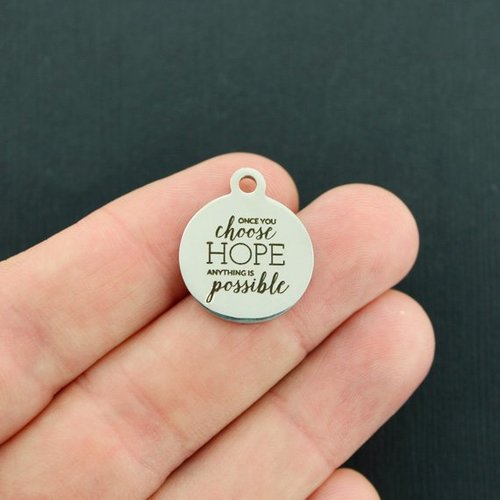 ONCE YOU
choose
HOPE
ANYTHING IS
possible